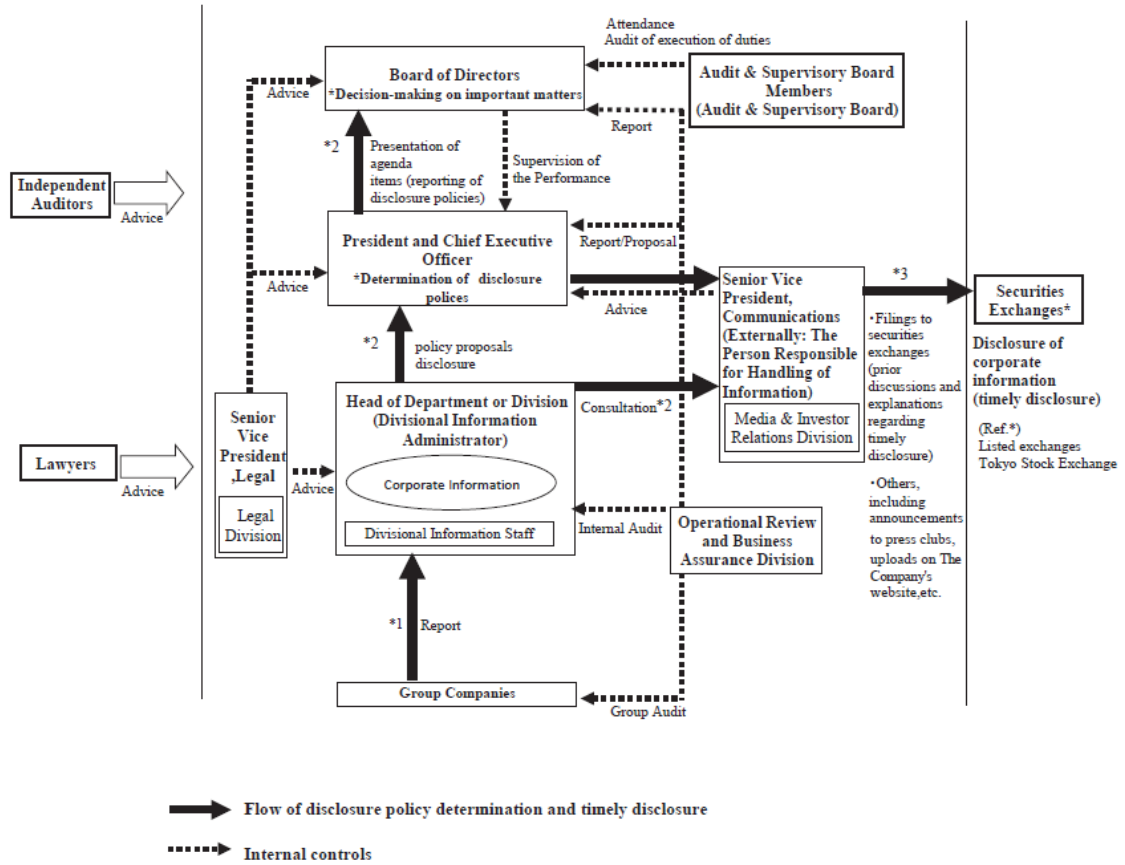 Attendance
Audit of execution of duties
Board of Directors
*Decision-making on important matters
Audit & Supervisory Board
Members
(Audit & Supervisory Board)
Advice
Report
*2
Presentation of
agenda
items (reporting of
disclosure policies)
Supervision of
the Performance
Independent
Auditors
Advice
President and Chief Executive
Officer
*Determination of disclosure
polices
Report/Proposal
Advice
Advice
Senior Vice
President,
Communications
(Externally: The
Person Responsible
for Handling of
Information)
Media & Investor
Relations Division
*3
・Filings to
securities
exchanges
(prior
discussions and
explanations
regarding
timely
disclosure)
・Others,
including
announcements
to press clubs,
uploads on The
Company's
website,etc.
Securities
Exchanges*
Disclosure of
corporate
information
(timely disclosure)
(Ref.*)
Listed exchanges
Tokyo Stock Exchange
*2
policy proposals
disclosure
Head of Department or Division
(Divisional Information
Administrator)
Corporate Information
Divisional Information Staff
Consultation*2
Senior
Vice
President
,Legal
Legal
Division
Lawyers
Advice
Advice
Internal Audit
Operational Review
and Business
Assurance Division
*1
Report
Group Companies
Group Audit
Flow of disclosure policy determination and timely disclosure
Internal controls